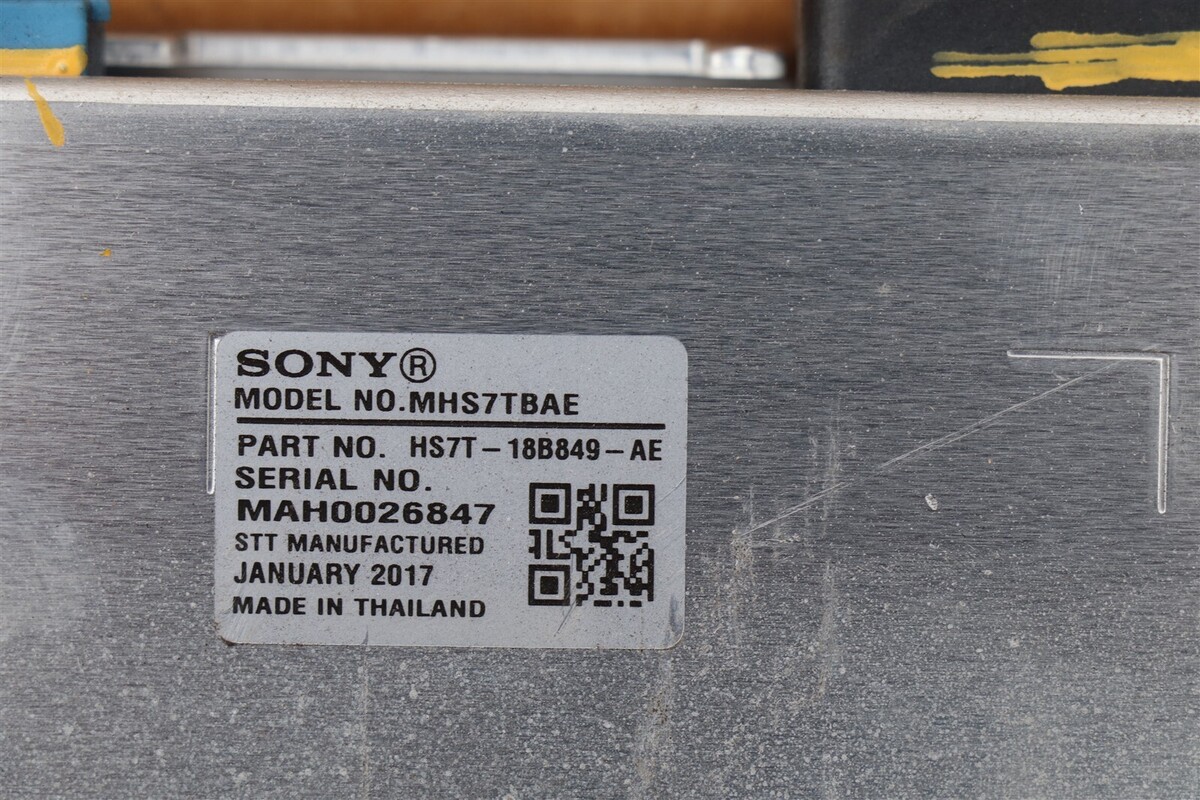 SONY®
MODEL NO.MHS7TBAE
PART NO. HS7T-18B849-AE
SERIAL NO.
MAH0026847
STT MANUFACTURED
JANUARY 2017
MADE IN THAILAND